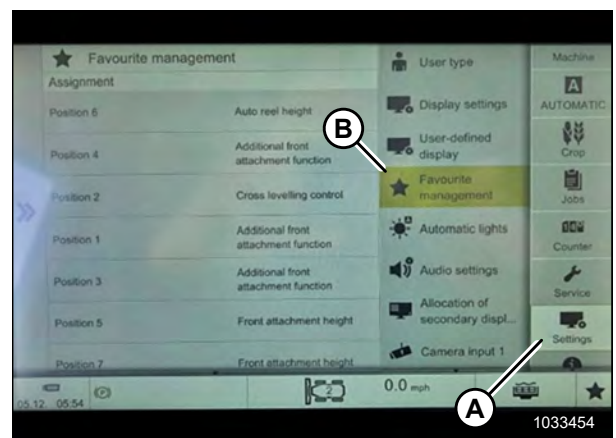 Favourite management
Assignment
Position 6 Auto reel height
Position 4 Additional front
attachment function
Position 2 Cross levelling control
Position 1 Additional front
attachment function
Position 3 Additional front
attachment function
Position 5 Front attachment height
Position 7 Front attachment height
User type
Display settings
User-defined
display
Favourite
management
Automatic lights
Audio settings
Allocation of
secondary displ...
Camera input 1
Machine
A
AUTOMATIC
Crop
Jobs
Counter
Service
Settings
B
A
05.12. 05:54
2
0.0 mph
1033454